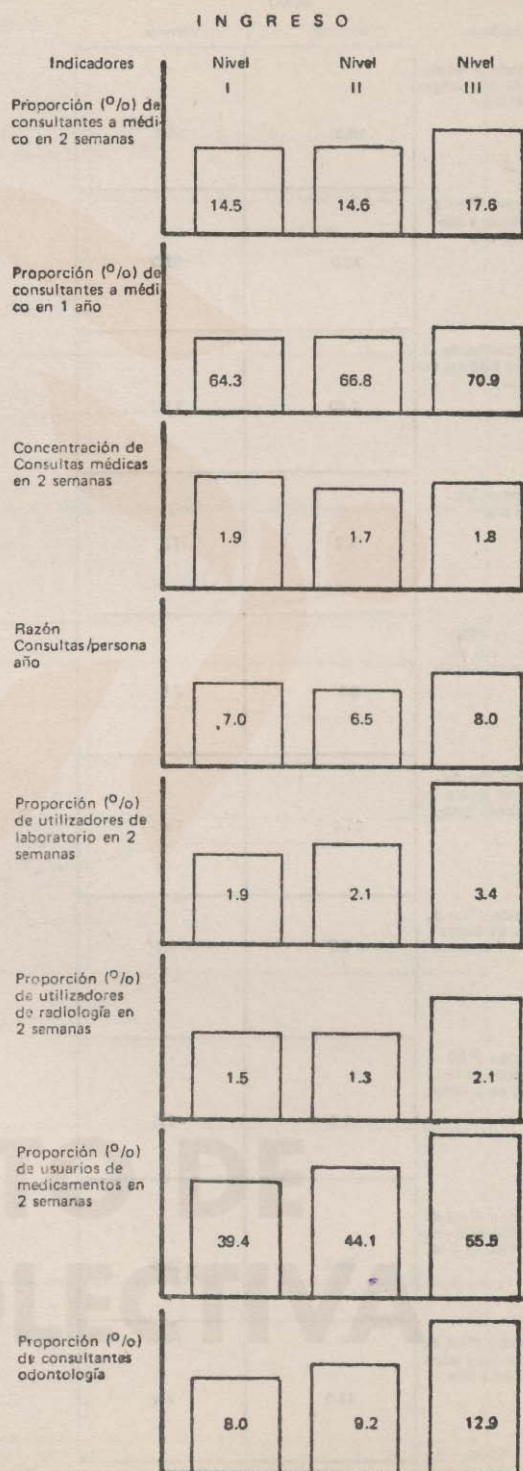 I N G R E S O
Indicadores Nivel Nivel Nivel
I II III
Proporción (º/o) de
consultantes a médi-
co en 2 semanas
14.5 14.6 17.6
Proporción (º/o) de
consultantes a médi
co en 1 año
64.3 66.8 70.9
Concentración de
Consultas médicas
en 2 semanas
1.9 1.7 1.8
Razón
Consultas/persona
año
7.0 6.5 8.0
Proporción (º/o)
de utilizadores de
laboratorio en 2
semanas
1.9 2.1 3.4
Proporción (º/o)
de utilizadores
de radiología en
2 semanas
1.5 1.3 2.1
Proporción (º/o)
de usuarios de
medicamentos en
2 semanas
39.4 44.1 55.5
Proporción (º/o)
de consultantes
odontología
8.0 9.2 12.9
DE
OLECTIVA